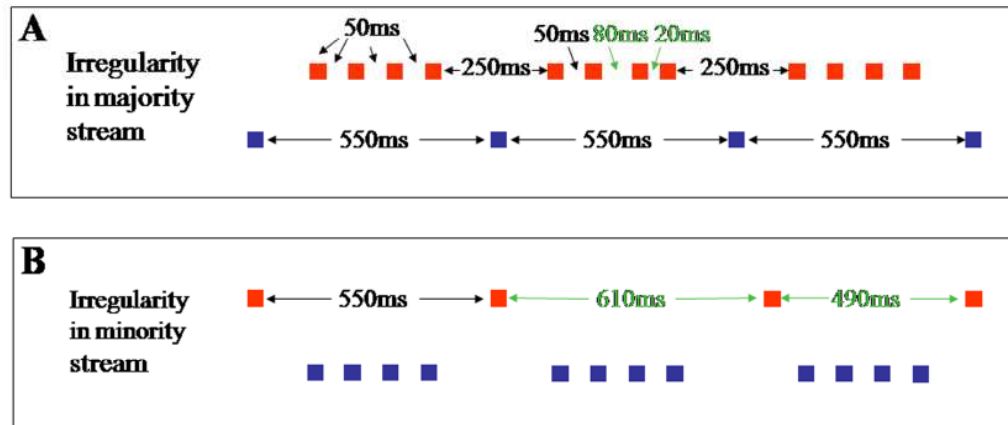 A
50ms
50ms 80ms 20ms
Irregularity
in majority
stream
250ms 250ms
550ms 550ms 550ms
B
Irregularity
in minority
stream
550ms 610ms 490ms